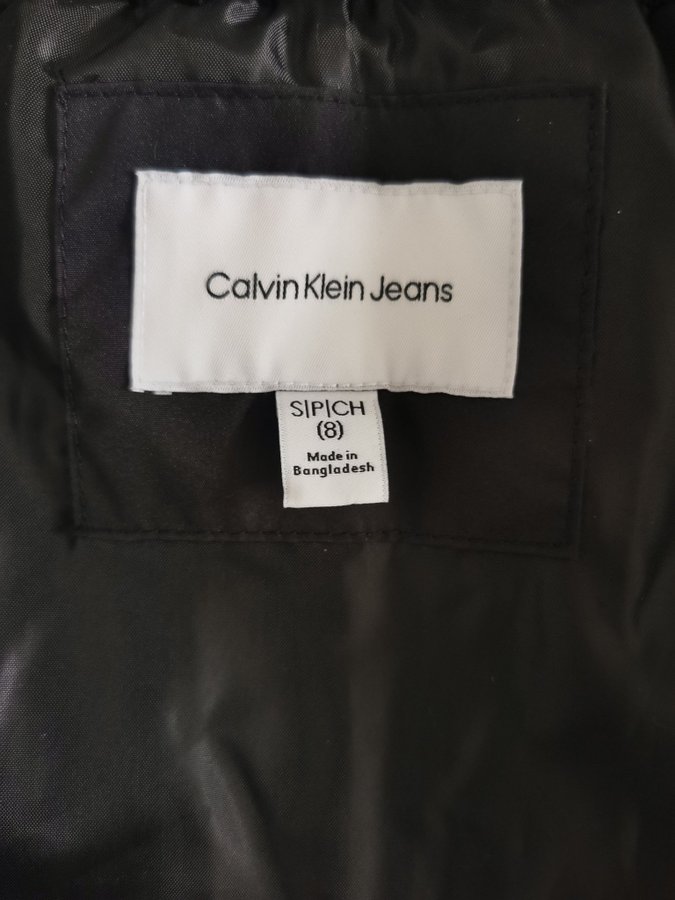 Calvin Klein Jeans
S|P|CH
(8)
Made in
Bangladesh